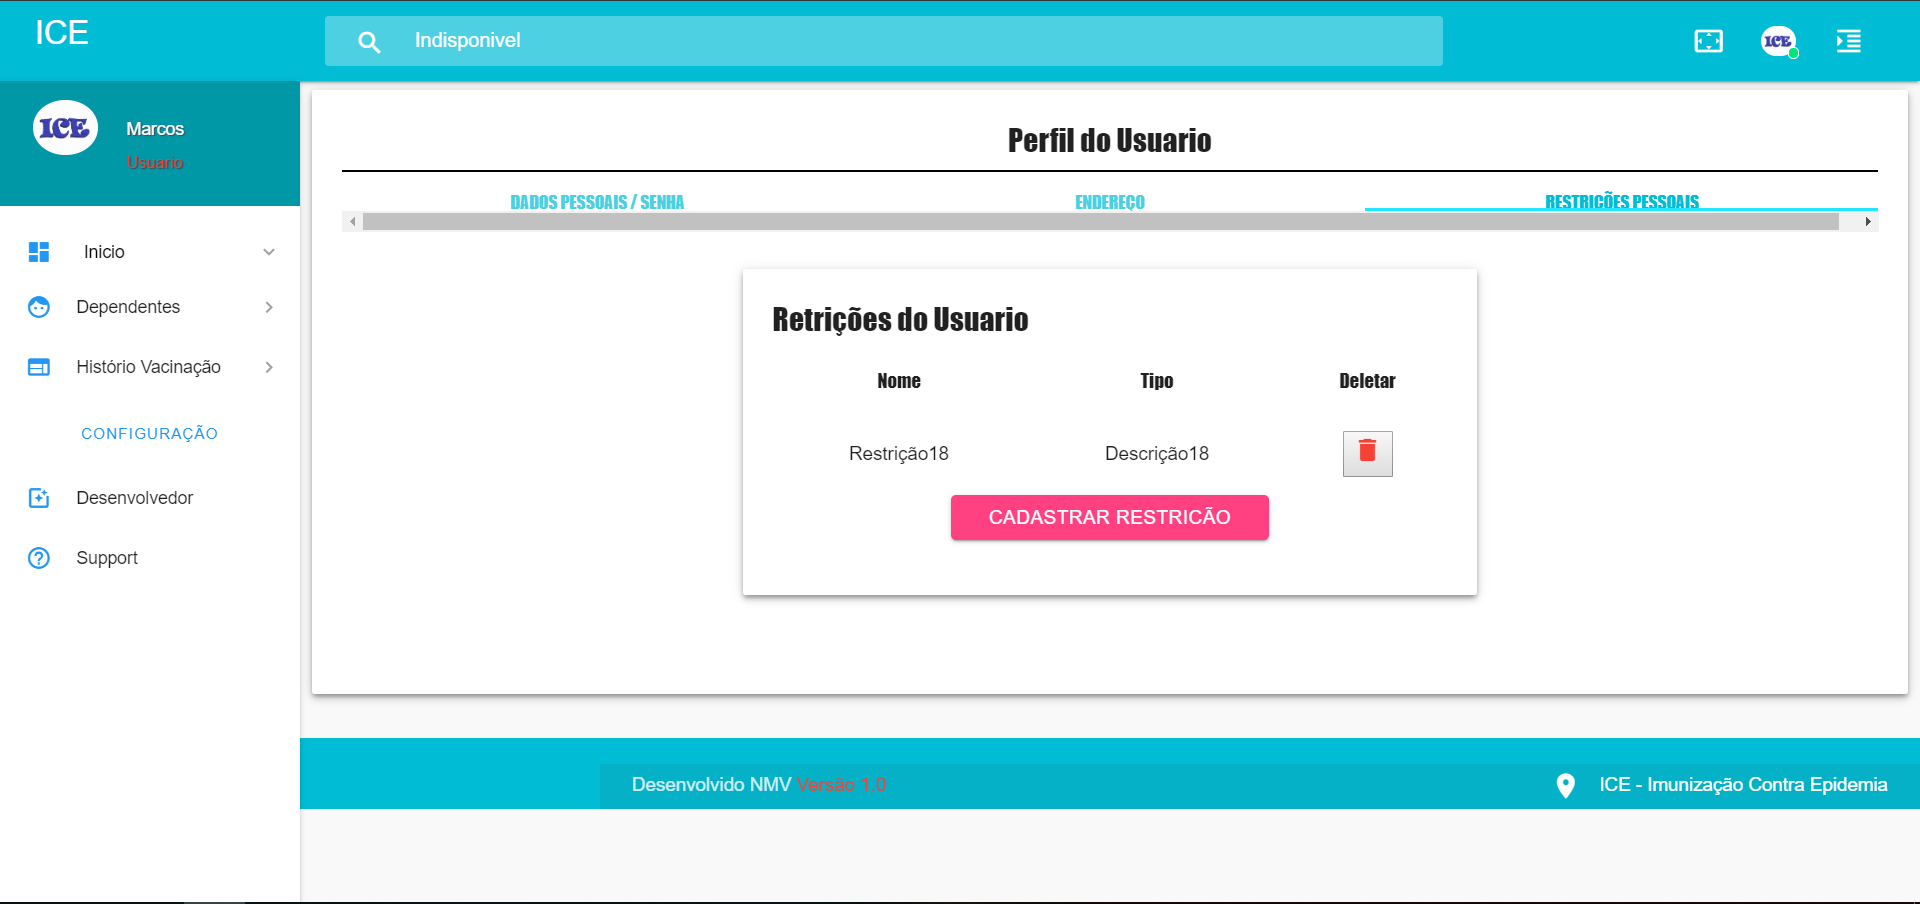 ICE
Indisponivel
ICE
ICE
Marcos
Usuario
Inicio
Dependentes
Histório Vacinação
CONFIGURAÇÃO
Desenvolvedor
Support
Perfil do Usuario
DADOS PESSOAIS / SENHA
ENDEREÇO
RESTRIÇÕES PESSOAIS
Retrições do Usuario
Nome Tipo Deletar
Restrição18 Descrição18
CADASTRAR RESTRICÃO
Desenvolvido NMV Versão 1.0
ICE - Imunização Contra Epidemia